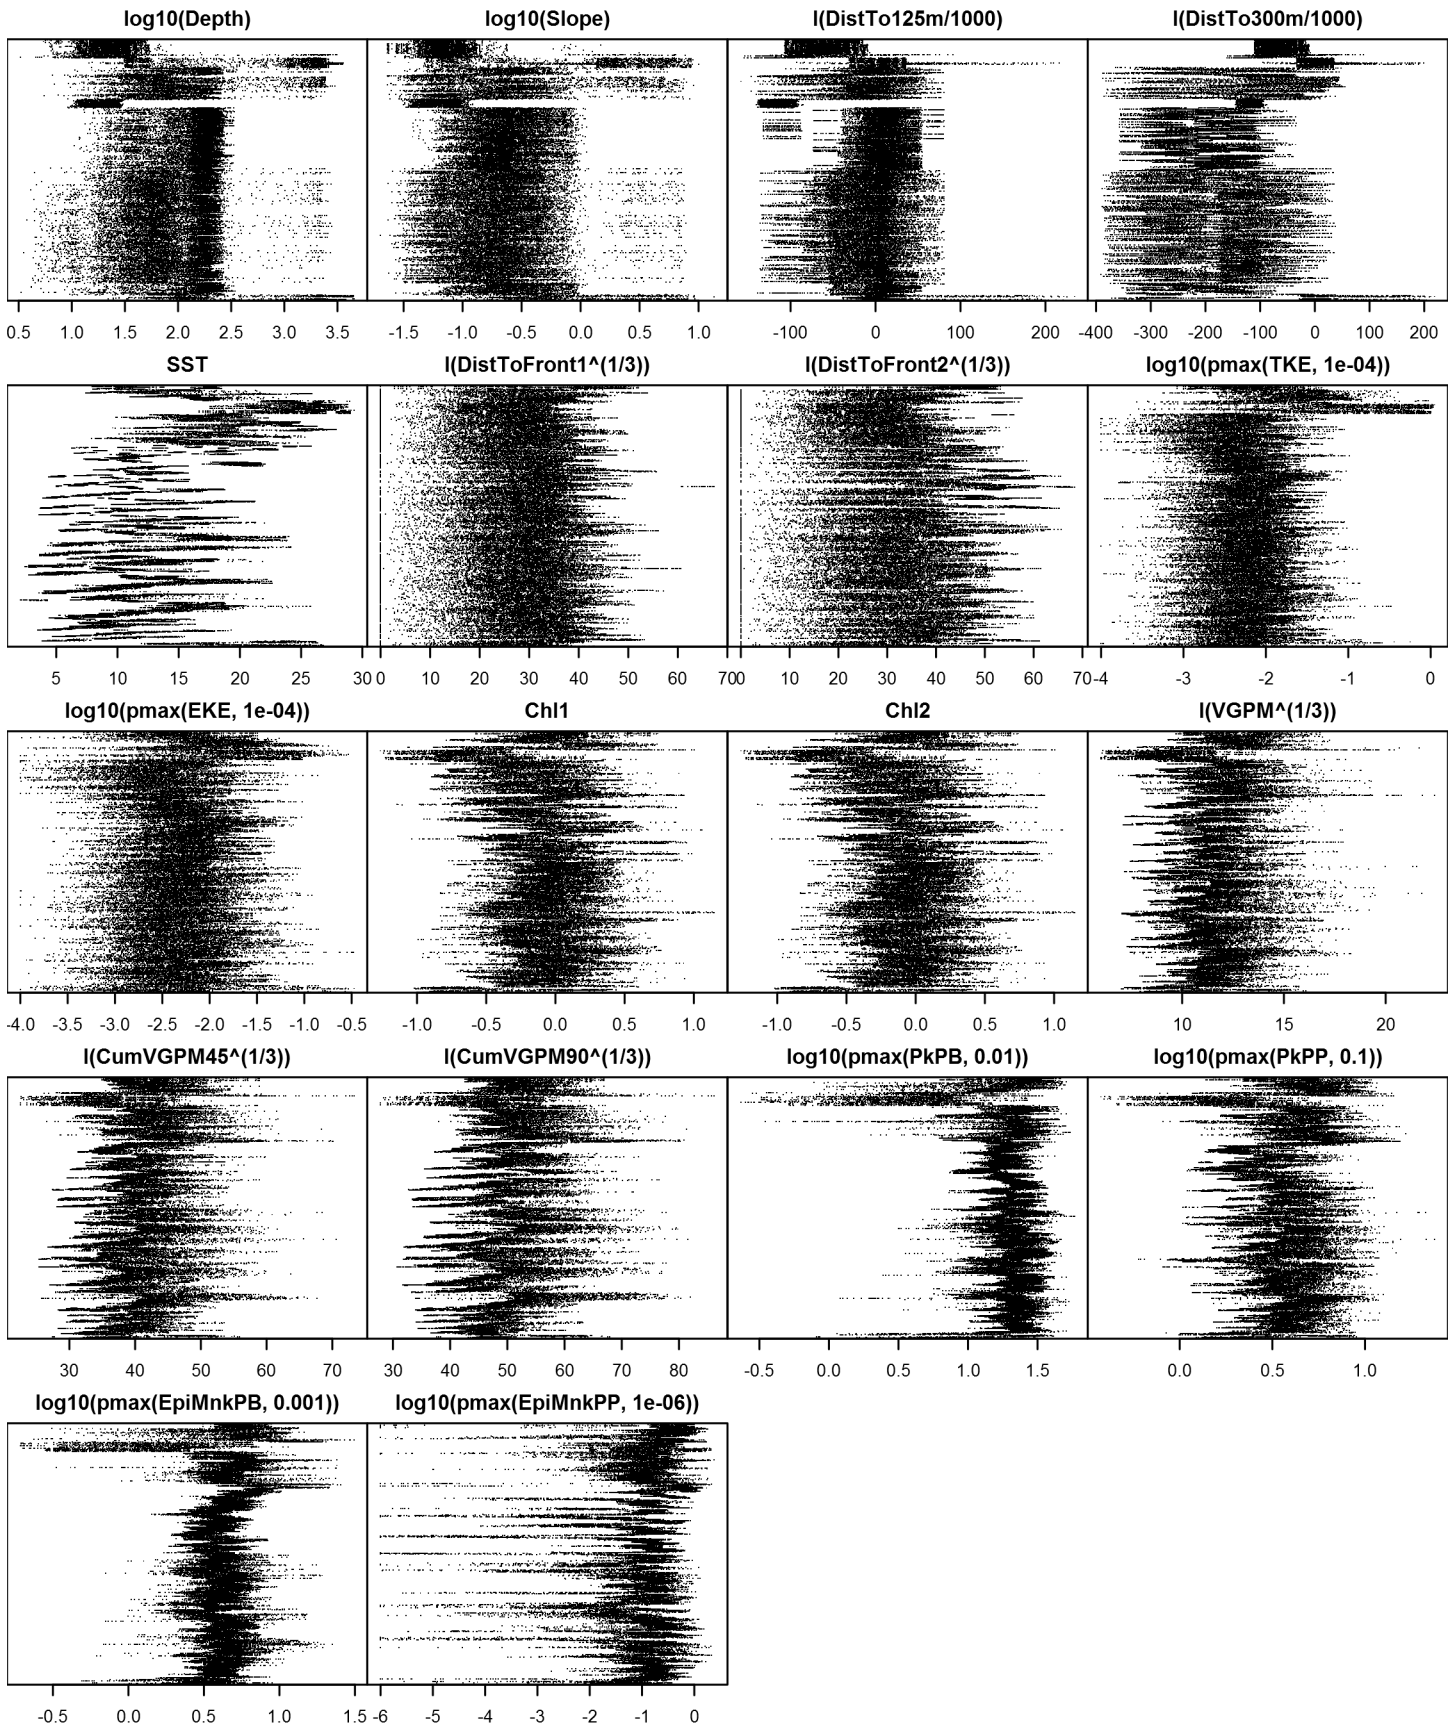 log10(Depth) log10(Slope) I(DistTo125m/1000) I(DistTo300m/1000)
0.5 1.0 1.5 2.0 2.5 3.0 3.5 -1.5 -1.0 -0.5 0.0 0.5 1.0 -100 0 100 200 -400 -300 -200 -100 0 100 200
SST I(DistToFront1^(1/3)) I(DistToFront2^(1/3)) log10(pmax(TKE, 1e-04))
5 10 15 20 25 30 0 10 20 30 40 50 60 70 0 10 20 30 40 50 60 70 -4 -3 -2 -1 0
log10(pmax(EKE, 1e-04)) Chl1 Chl2 I(VGPM^(1/3))
-4.0 -3.5 -3.0 -2.5 -2.0 -1.5 -1.0 -0.5 -1.0 -0.5 0.0 0.5 1.0 -1.0 -0.5 0.0 0.5 1.0 10 15 20
I(CumVGPM45^(1/3)) I(CumVGPM90^(1/3)) log10(pmax(PkPB, 0.01)) log10(pmax(PkPP, 0.1))
30 40 50 60 70 30 40 50 60 70 80 -0.5 0.0 0.5 1.0 1.5 0.0 0.5 1.0
log10(pmax(EpiMnkPB, 0.001)) log10(pmax(EpiMnkPP, 1e-06))
-0.5 0.0 0.5 1.0 1.5 -6 -5 -4 -3 -2 -1 0